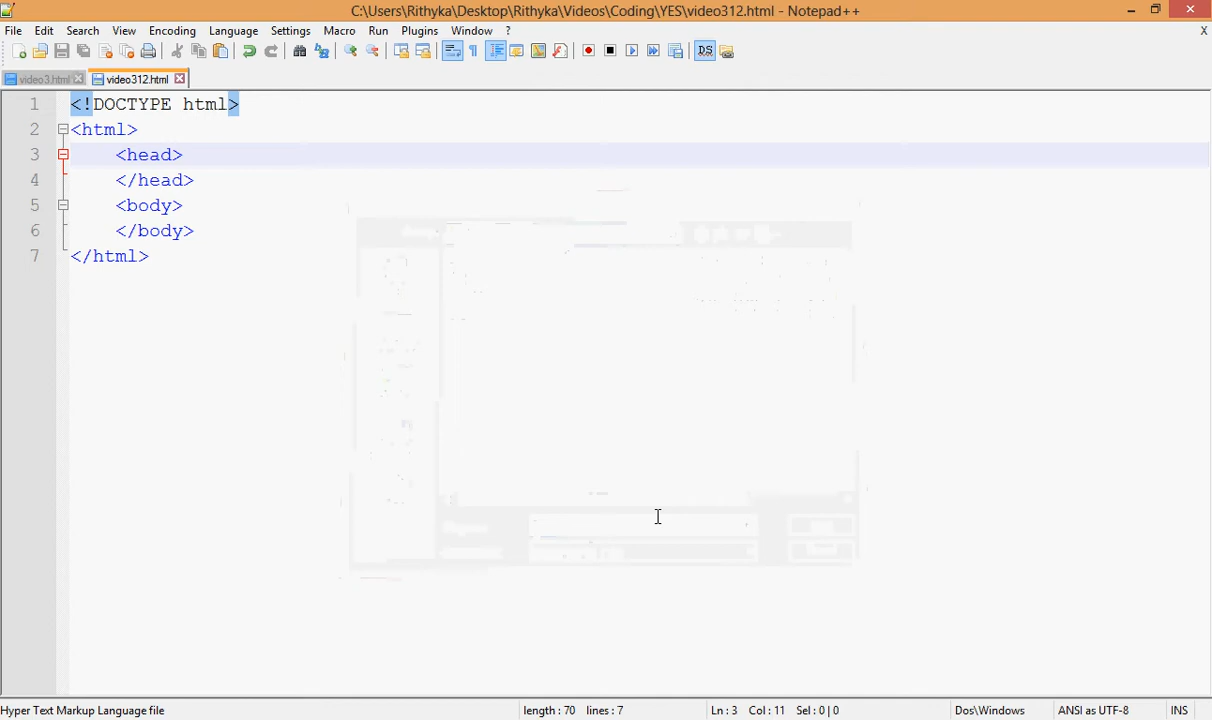 C:\Users\Rithyka\Desktop\Rithyka\Videos\Coding\YES\video312.html - Notepad++
File Edit Search View Encoding Language Settings Macro Run Plugins Window ? X
video3.html video312.html
1 <!DOCTYPE html>
2 <html>
3 <head>
4 </head>
5 <body>
6 </body>
7 </html>
Hyper Text Markup Language file length : 70 lines : 7 Ln : 3 Col : 11 Sel : 0 | 0 Dos\Windows ANSI as UTF-8 INS